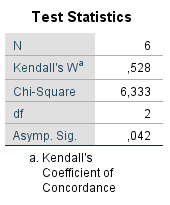 Test Statistics
N 6
Kendall's Wa ,528
Chi-Square 6,333
df 2
Asymp. Sig. ,042
a. Kendall's
Coefficient of
Concordance